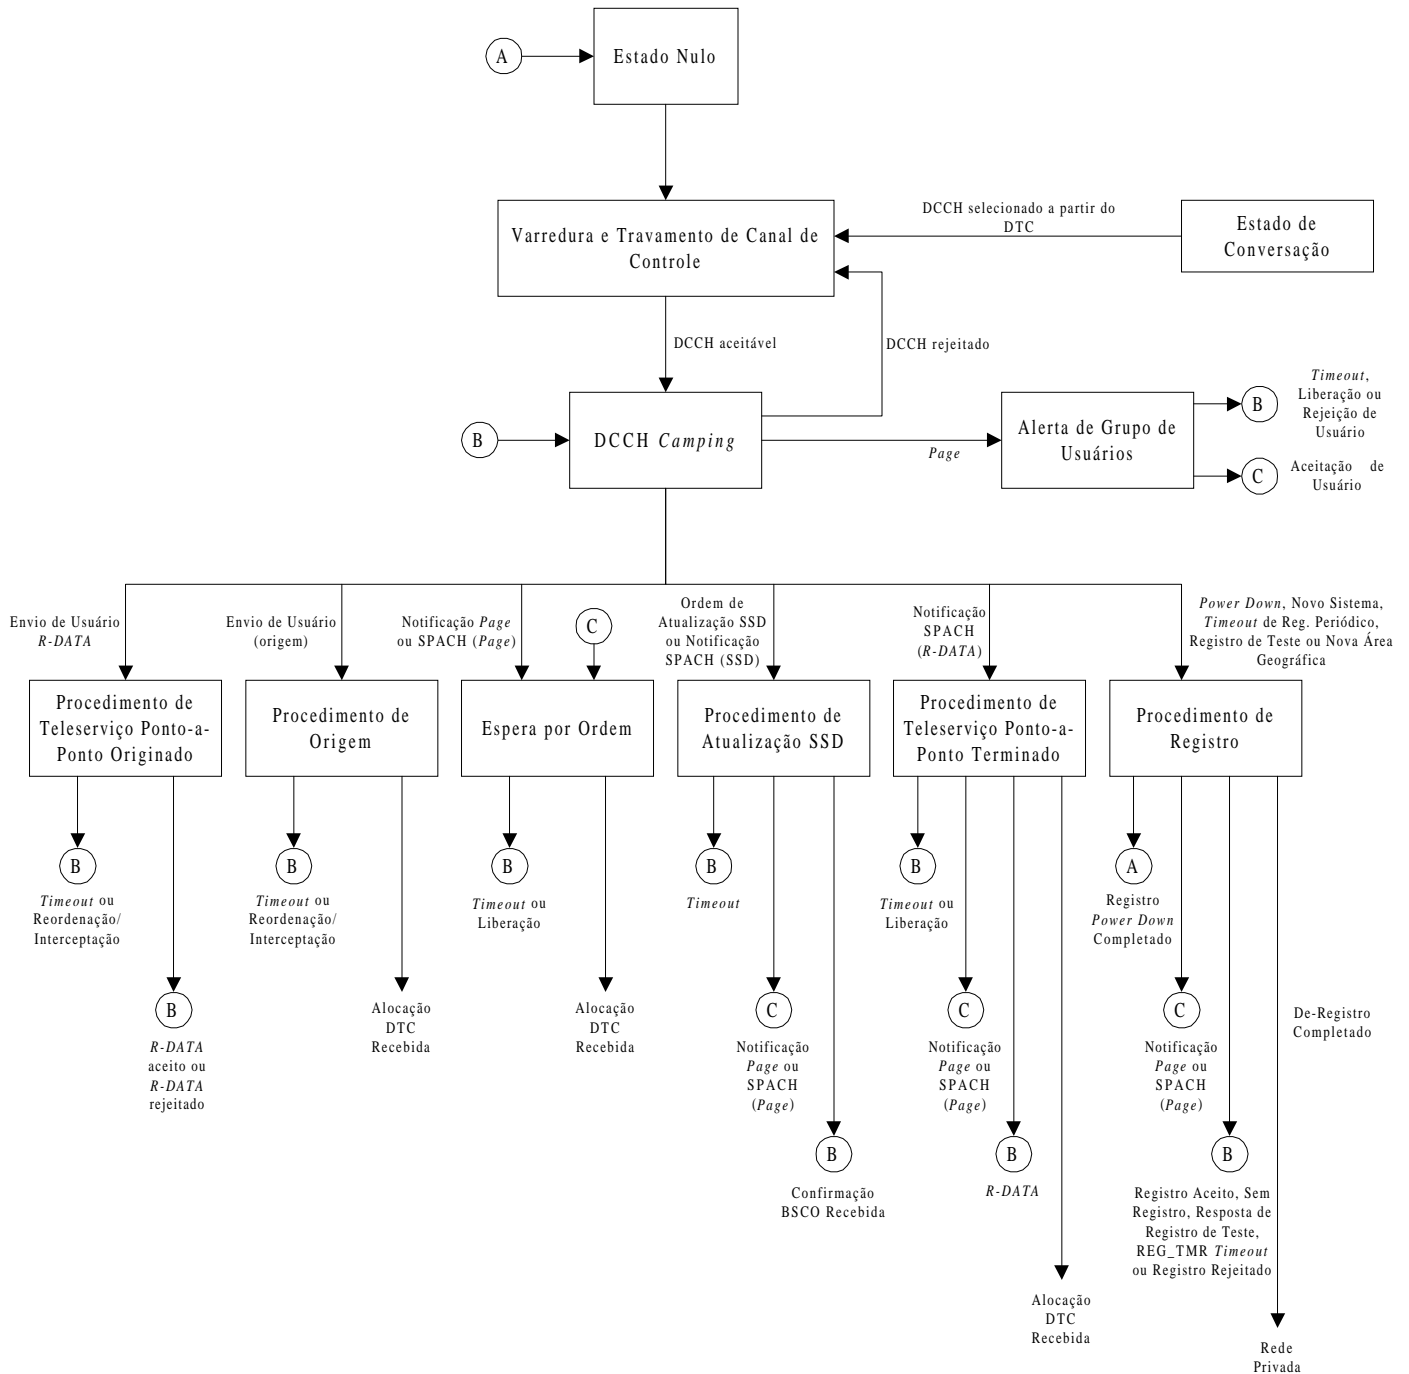 A
Estado Nulo
DCCH selecionado a partir do
DTC
Varredura e Travamento de Canal de
Controle
Estado de
Conversação
DCCH aceitável
DCCH rejeitado
B
DCCH Camping
Page
Alerta de Grupo de
Usuários
B
Timeout,
Liberação ou
Rejeição de
Usuário
C
Aceitação de
Usuário
Envio de Usuário
R-DATA
Envio de Usuário
(origem)
Notificação Page
ou SPACH (Page)
C
Ordem de
Atualização SSD
ou Notificação
SPACH (SSD)
Notificação
SPACH
(R-DATA)
Power Down, Novo Sistema,
Timeout de Reg. Periódico,
Registro de Teste ou Nova Área
Geográfica
Procedimento de
Teleserviço Ponto-a-
Ponto Originado
Procedimento de
Origem
Espera por Ordem
Procedimento de
Atualização SSD
Procedimento de
Teleserviço Ponto-a-
Ponto Terminado
Procedimento de
Registro
B
Timeout ou
Reordenação/
Interceptação
B
R-DATA
aceito ou
R-DATA
rejeitado
B
Timeout ou
Reordenação/
Interceptação
Alocação
DTC
Recebida
B
Timeout ou
Liberação
Alocação
DTC
Recebida
B
Timeout
C
Notificação
Page ou
SPACH
(Page)
B
Confirmação
BSCO Recebida
B
Timeout ou
Liberação
C
Notificação
Page ou
SPACH
(Page)
B
R-DATA
Alocação
DTC
Recebida
A
Registro
Power Down
Completado
C
Notificação
Page ou
SPACH
(Page)
B
Registro Aceito, Sem
Registro, Resposta de
Registro de Teste,
REG_TMR Timeout
ou Registro Rejeitado
De-Registro
Completado
Rede
Privada